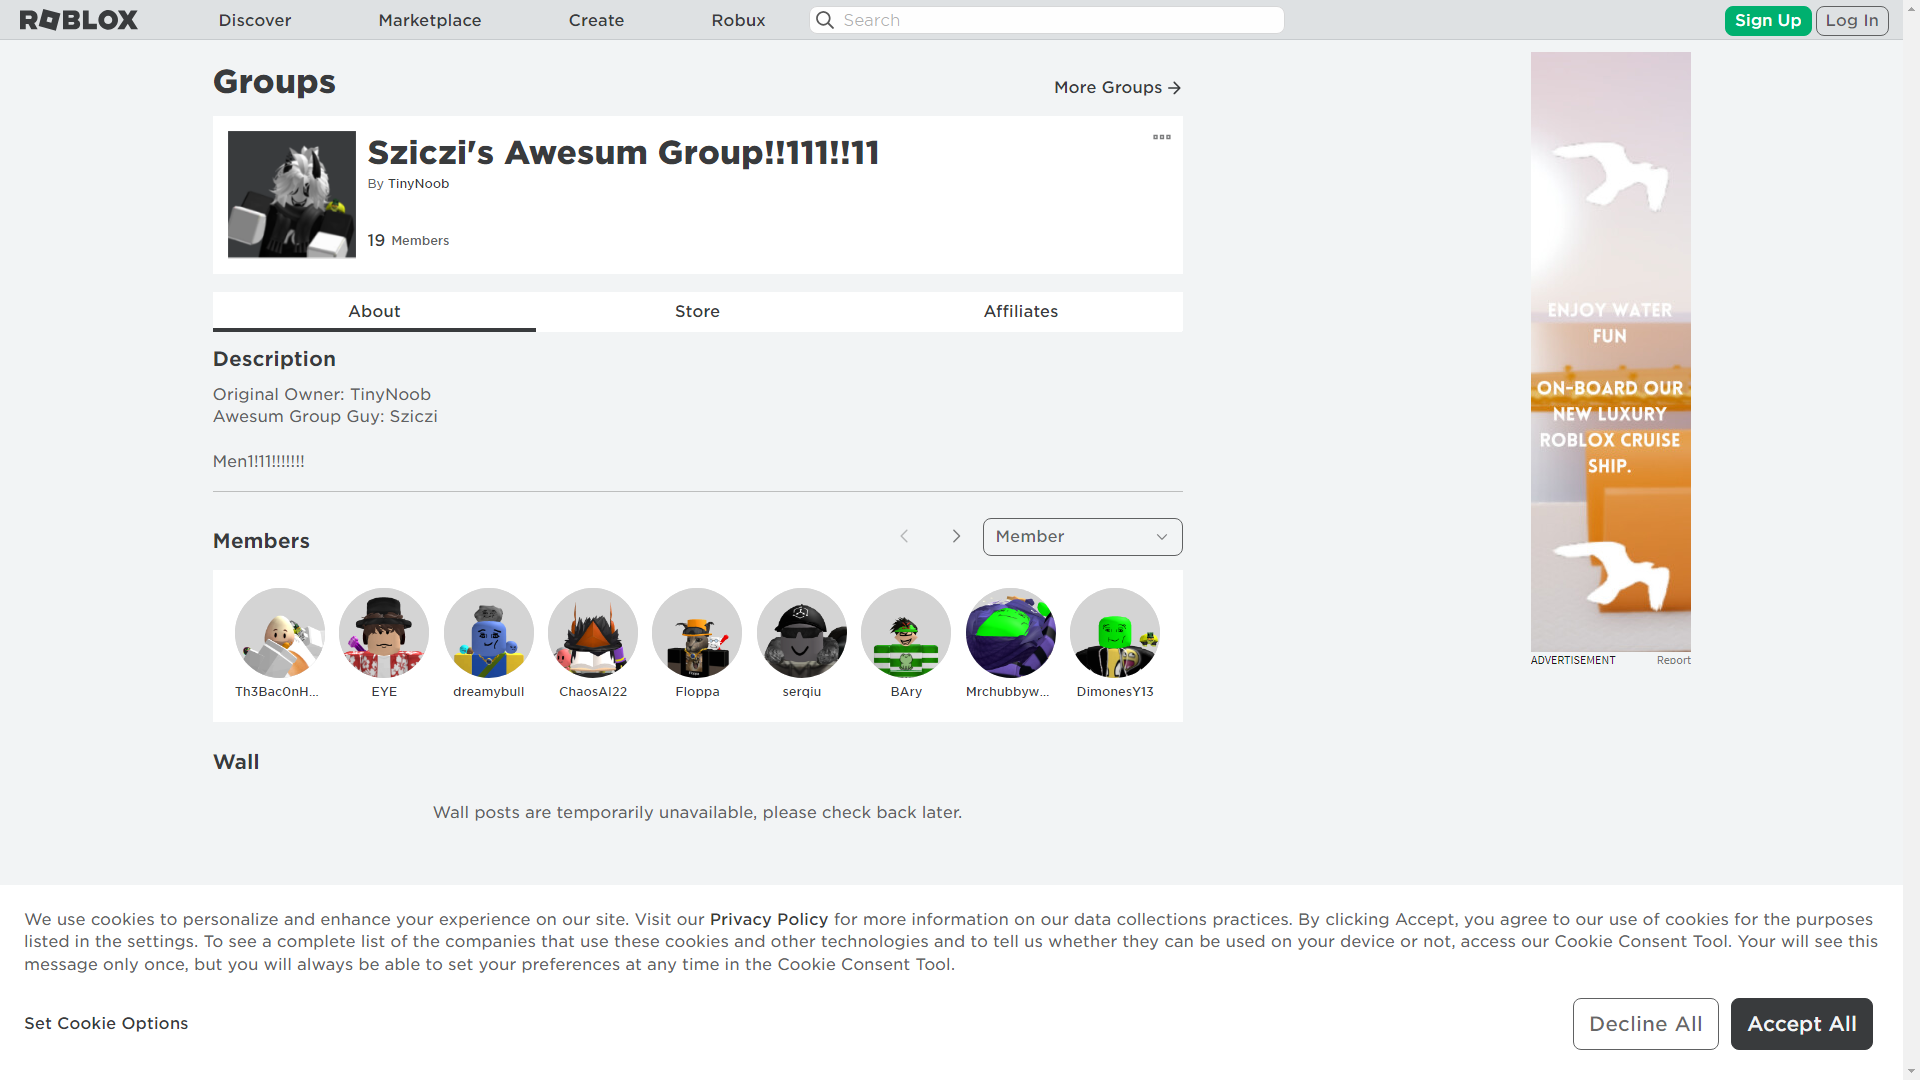 ROBLOX
Discover
Marketplace
Create
Robux
Search
Sign Up
Log In
Groups
More Groups
Sziczi's Awesum Group!!111!!11
By TinyNoob
19 Members
About
Store
Affiliates
Description
Original Owner: TinyNoob
Awesum Group Guy: Sziczi
Men1!11!!!!!!!
Members
Member
Th3Bac0nH...
EYE
dreamybull
ChaosAI22
Floppa
serqiu
BAry
Mrchubbyw...
DimonesY13
Wall
Wall posts are temporarily unavailable, please check back later.
ENJOY WATER
FUN
ON-BOARD OUR
NEW LUXURY
ROBLOX CRUISE
SHIP.
ADVERTISEMENT
Report
We use cookies to personalize and enhance your experience on our site. Visit our Privacy Policy for more information on our data collections practices. By clicking Accept, you agree to our use of cookies for the purposes
listed in the settings. To see a complete list of the companies that use these cookies and other technologies and to tell us whether they can be used on your device or not, access our Cookie Consent Tool. Your will see this
message only once, but you will always be able to set your preferences at any time in the Cookie Consent Tool.
Set Cookie Options
Decline All
Accept All